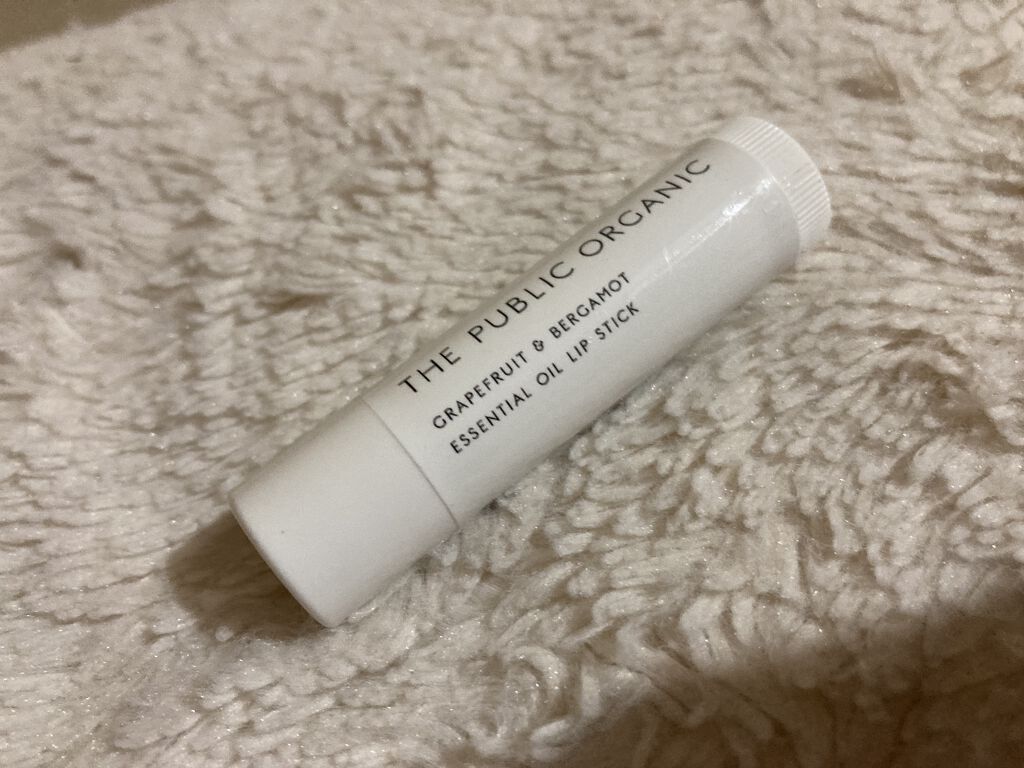 THE PUBLIC ORGANIC
GRAPEFRUIT & BERGAMOT
ESSENTIAL OIL LIP STICK